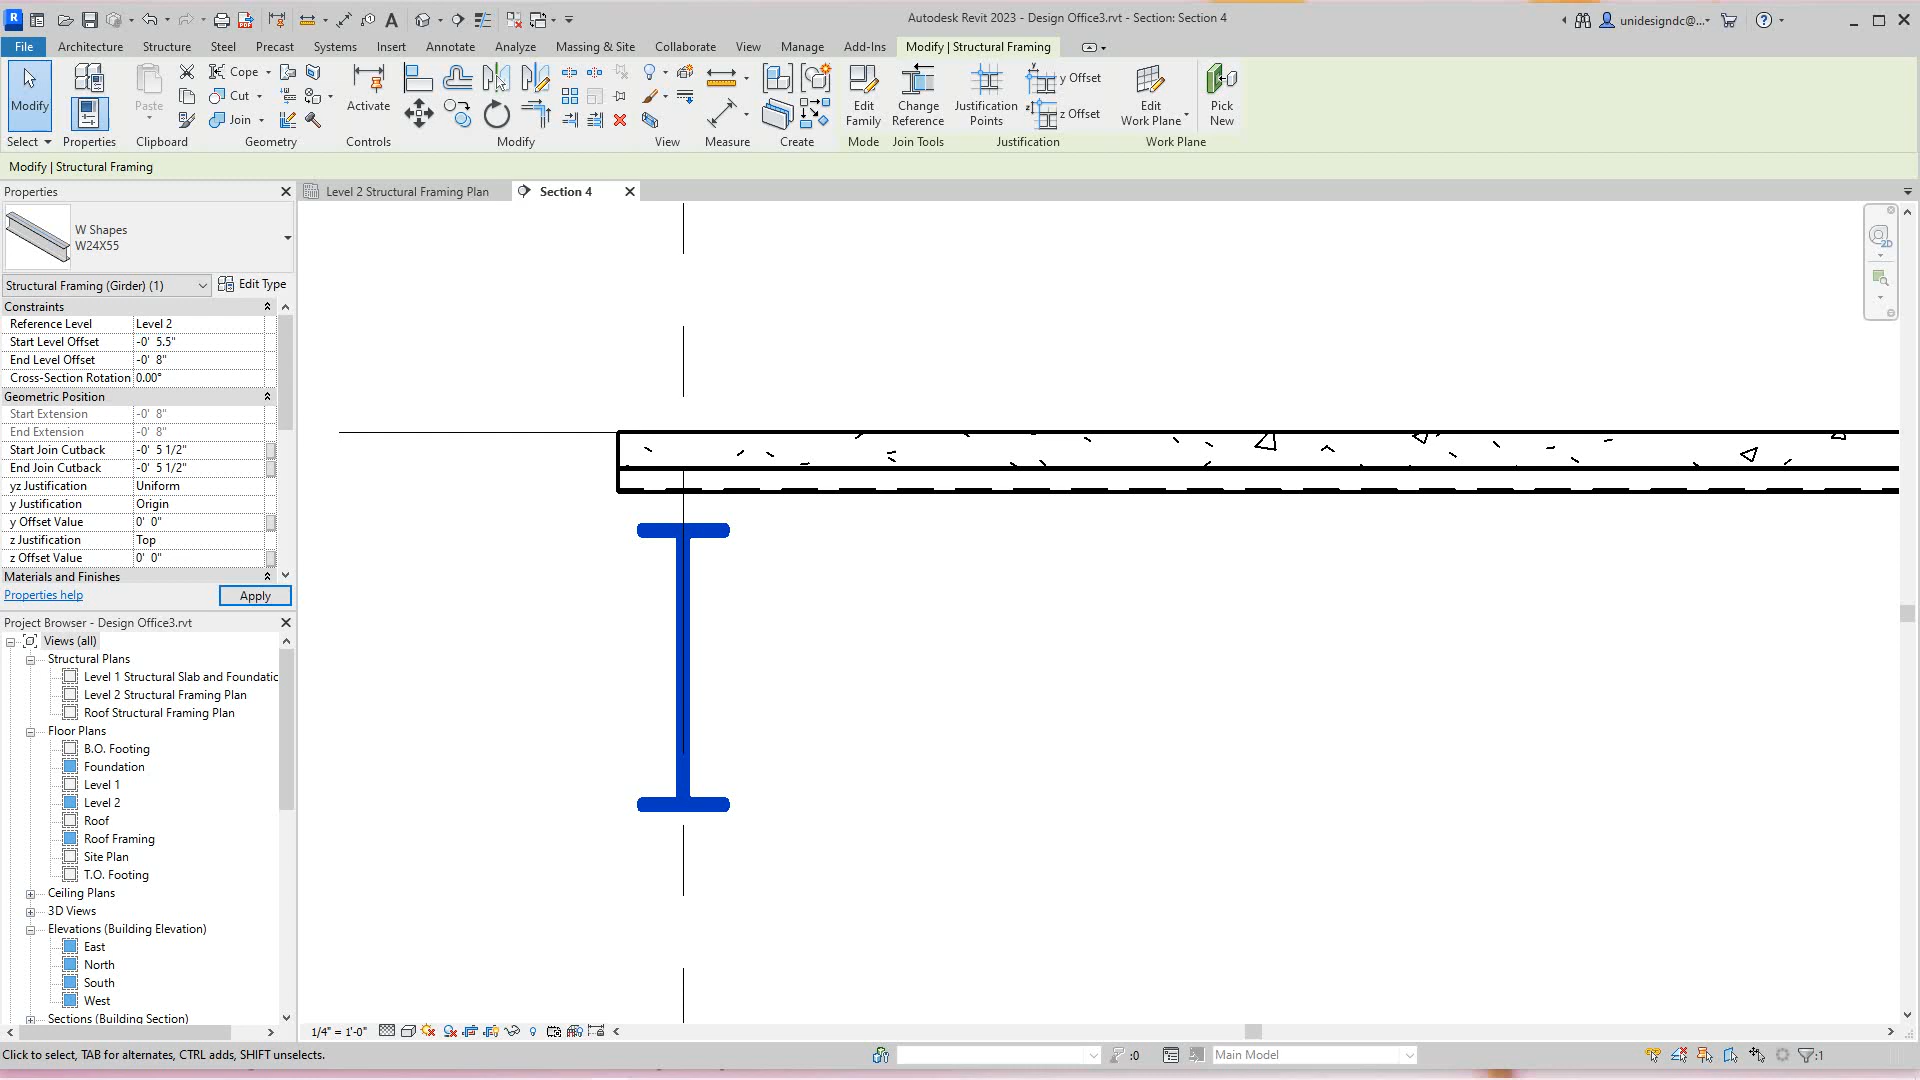 Autodesk Revit 2023 - Design Office3.rvt - Section: Section 4
unidesigndc@...
File Architecture Structure Steel Precast Systems Insert Annotate Analyze Massing & Site Collaborate View Manage Add-Ins Modify | Structural Framing
Modify
Paste
Cope
Cut
Join
Activate
Edit Family
Change Reference
Justification Points
y Offset
z Offset
Edit Work Plane
Pick New
Select Properties Clipboard Geometry Controls Modify View Measure Create Mode Join Tools Justification Work Plane
Modify | Structural Framing
Properties
Level 2 Structural Framing Plan
Section 4
W Shapes
W24X55
Structural Framing (Girder) (1)
Edit Type
Constraints
Reference Level Level 2
Start Level Offset -0' 5.5"
End Level Offset -0' 8"
Cross-Section Rotation 0.00°
Geometric Position
Start Extension -0' 8"
End Extension -0' 8"
Start Join Cutback -0' 5 1/2"
End Join Cutback -0' 5 1/2"
yz Justification Uniform
y Justification Origin
y Offset Value 0' 0"
z Justification Top
z Offset Value 0' 0"
Materials and Finishes
Properties help
Apply
Project Browser - Design Office3.rvt
Views (all)
Structural Plans
Level 1 Structural Slab and Foundatic
Level 2 Structural Framing Plan
Roof Structural Framing Plan
Floor Plans
B.O. Footing
Foundation
Level 1
Level 2
Roof
Roof Framing
Site Plan
T.O. Footing
Ceiling Plans
3D Views
Elevations (Building Elevation)
East
North
South
West
Sections (Building Section)
2D
1/4" = 1'-0"
Click to select, TAB for alternates, CTRL adds, SHIFT unselects.
:0
Main Model
:1